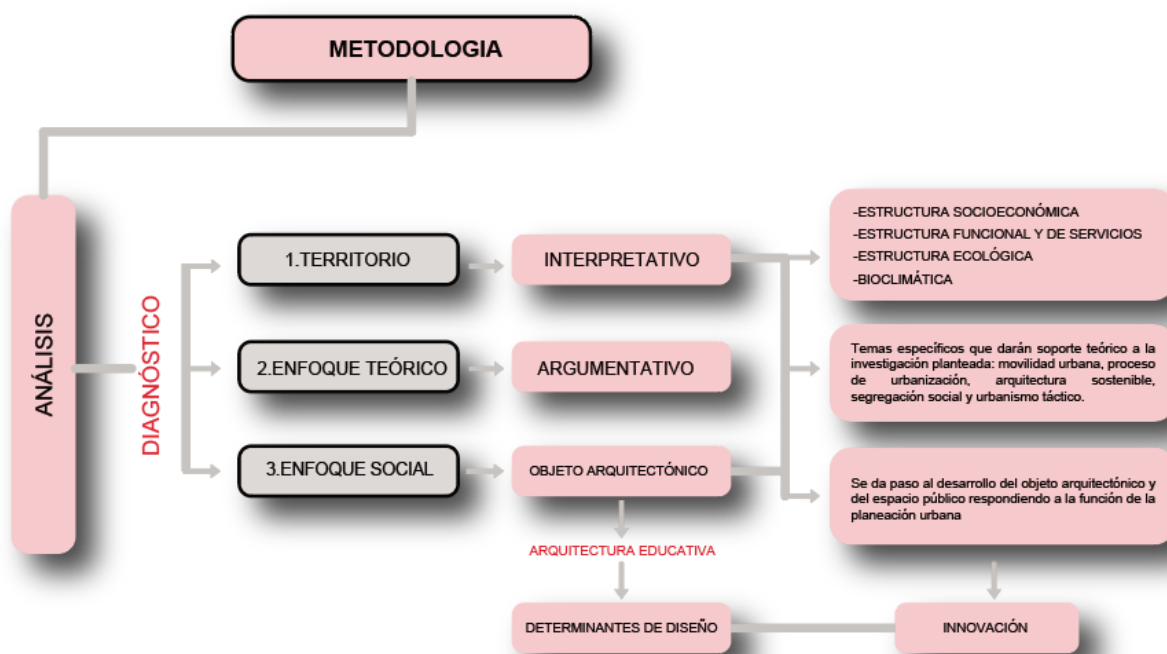 METODOLOGIA
ANÁLISIS
DIAGNÓSTICO
1.TERRITORIO
INTERPRETATIVO
-ESTRUCTURA SOCIOECONÓMICA
-ESTRUCTURA FUNCIONAL Y DE SERVICIOS
-ESTRUCTURA ECOLÓGICA
-BIOCLIMÁTICA
2.ENFOQUE TEÓRICO
ARGUMENTATIVO
Temas específicos que darán soporte teórico a la
investigación planteada: movilidad urbana, proceso
de urbanización, arquitectura sostenible,
segregación social y urbanismo táctico.
3.ENFOQUE SOCIAL
OBJETO ARQUITECTÓNICO
Se da paso al desarrollo del objeto arquitectónico y
del espacio público respondiendo a la función de la
planeación urbana
ARQUITECTURA EDUCATIVA
DETERMINANTES DE DISEÑO
INNOVACIÓN